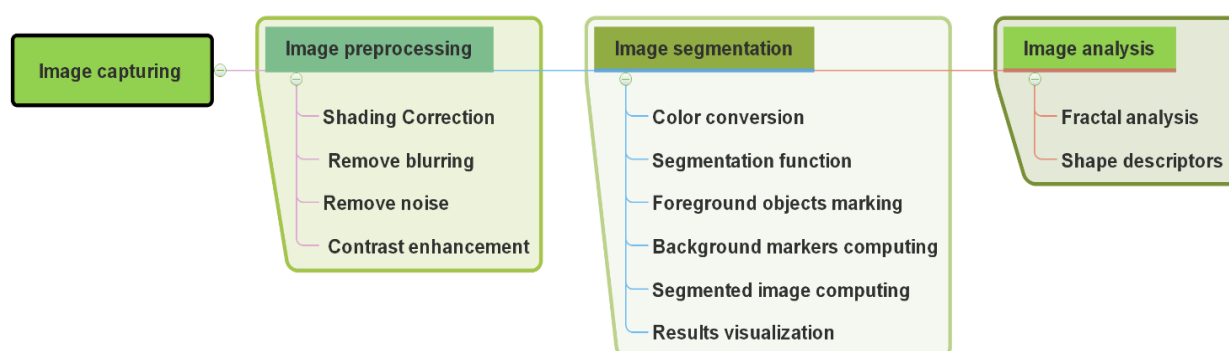 Image capturing
Image preprocessing
Shading Correction
Remove blurring
Remove noise
Contrast enhancement
Image segmentation
Color conversion
Segmentation function
Foreground objects marking
Background markers computing
Segmented image computing
Results visualization
Image analysis
Fractal analysis
Shape descriptors